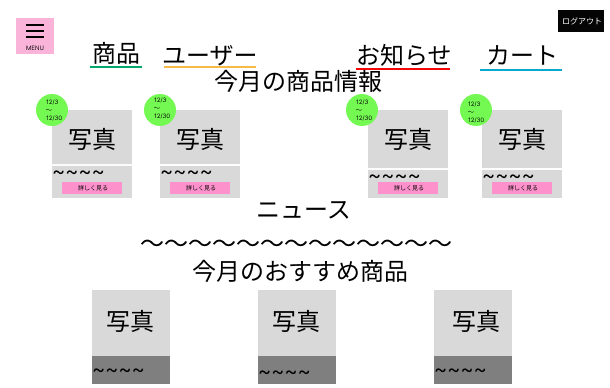 ログアウト
MENU
商品 ユーザー お知らせ カート
今月の商品情報
12/3
～
12/30
写真
~~~~
詳しく見る
12/3
～
12/30
写真
~~~~
詳しく見る
12/3
～
12/30
写真
~~~~
詳しく見る
12/3
～
12/30
写真
~~~~
詳しく見る
ニュース
～～～～～～～～～～～～～
今月のおすすめ商品
写真
~~~~
写真
~~~~
写真
~~~~